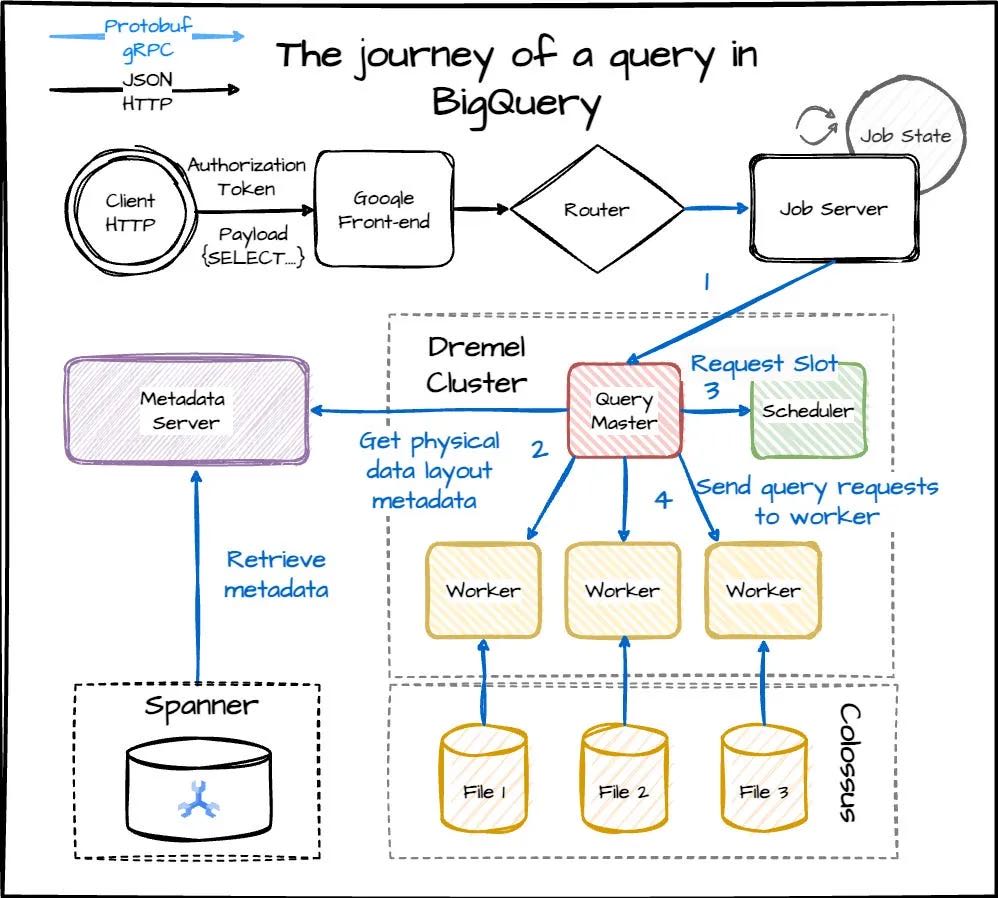 Protobuf
gRPC
JSON
HTTP
The journey of a query in
BigQuery
Job State
Client
HTTP
Authorization
Token
Payload
{SELECT....}
Google
Front-end
Router
Job Server
1
Dremel
Cluster
Metadata
Server
Query
Master
Request Slot
3
Scheduler
Get physical
data layout
metadata
2
4
Send query requests
to worker
Retrieve
metadata
Worker
Worker
Worker
Spanner
File 1
File 2
File 3
Colossus